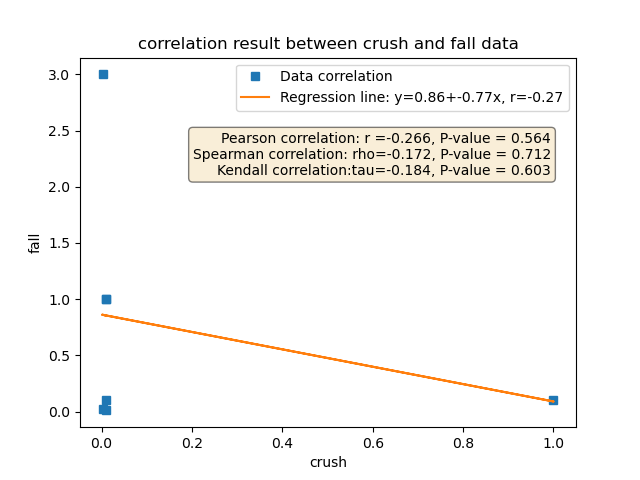 correlation result between crush and fall data
Data correlation
Regression line: y=0.86+-0.77x, r=-0.27
Pearson correlation: r =-0.266, P-value = 0.564
Spearman correlation: rho=-0.172, P-value = 0.712
Kendall correlation:tau=-0.184, P-value = 0.603
3.0
2.5
2.0
1.5
1.0
0.5
0.0
fall
0.0 0.2 0.4 0.6 0.8 1.0
crush